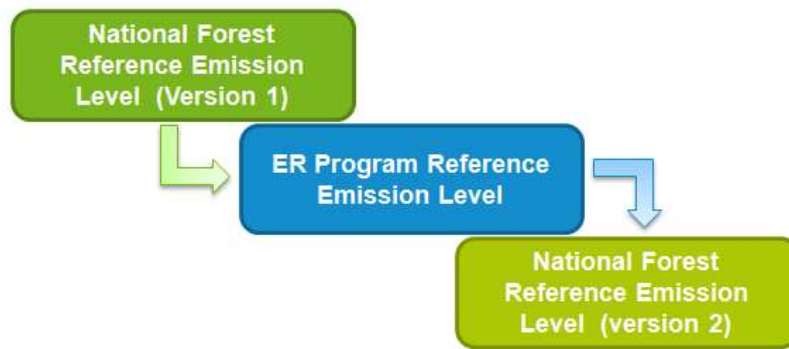 National Forest
Reference Emission
Level (Version 1)
ER Program Reference
Emission Level
National Forest
Reference Emission
Level (version 2)